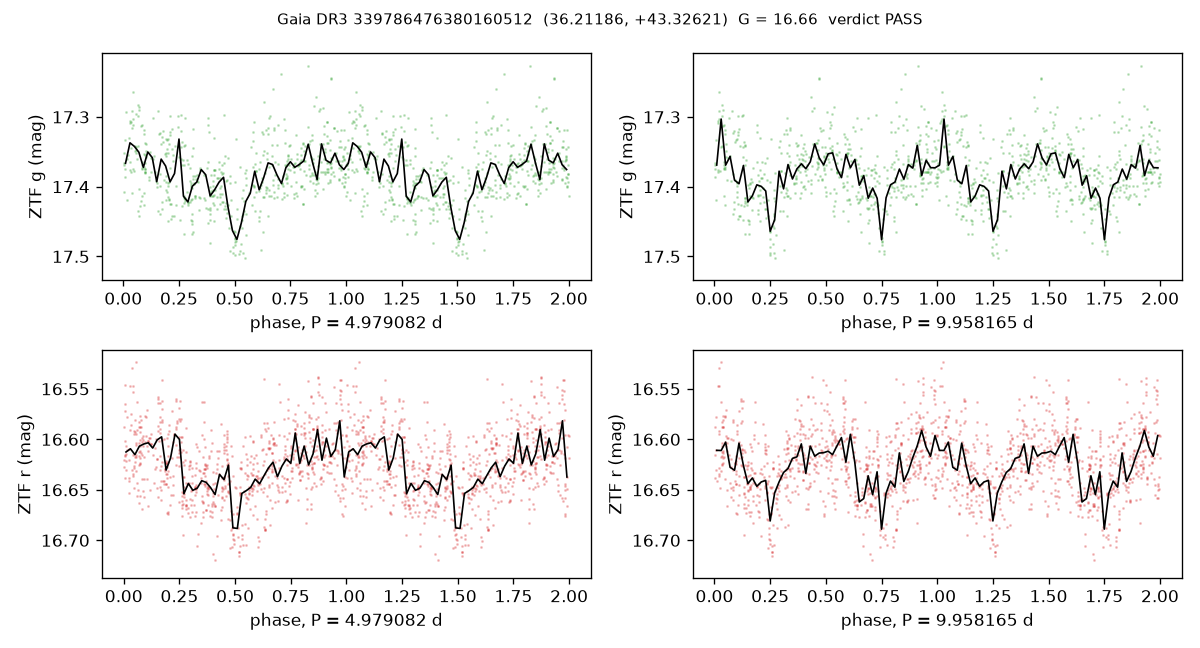 Gaia DR3 339786476380160512 (36.21186, +43.32621) G = 16.66 verdict PASS
ZTF g (mag)
17.3
17.4
17.5
0.00 0.25 0.50 0.75 1.00 1.25 1.50 1.75 2.00
phase, P = 4.979082 d
ZTF g (mag)
17.3
17.4
17.5
0.00 0.25 0.50 0.75 1.00 1.25 1.50 1.75 2.00
phase, P = 9.958165 d
ZTF r (mag)
16.55
16.60
16.65
16.70
0.00 0.25 0.50 0.75 1.00 1.25 1.50 1.75 2.00
phase, P = 4.979082 d
ZTF r (mag)
16.55
16.60
16.65
16.70
0.00 0.25 0.50 0.75 1.00 1.25 1.50 1.75 2.00
phase, P = 9.958165 d